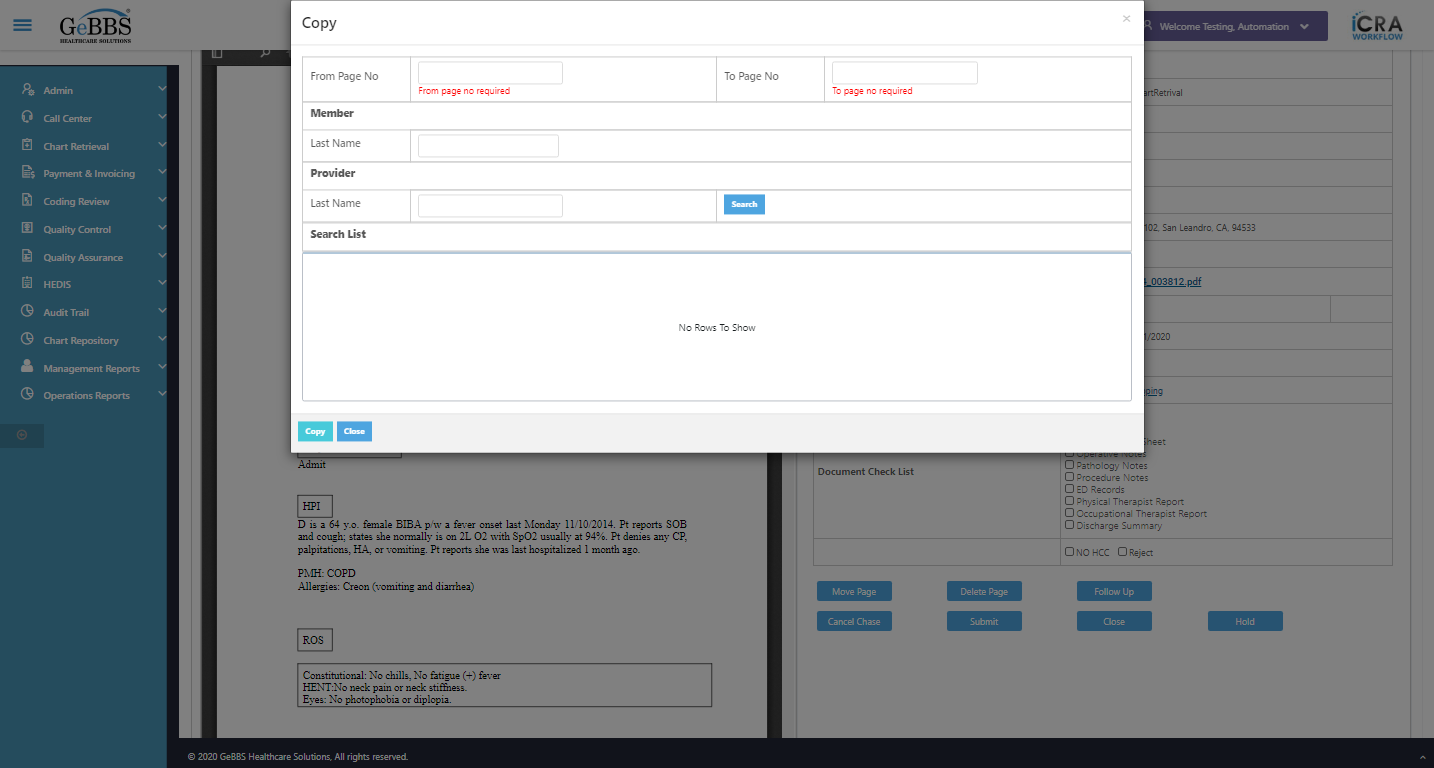 GeBBS
HEALTHCARE SOLUTIONS
Copy
×
Welcome Testing, Automation
iCRA
WORKFLOW
Admin
Call Center
Chart Retrieval
Payment & Invoicing
Coding Review
Quality Control
Quality Assurance
HEDIS
Audit Trail
Chart Repository
Management Reports
Operations Reports
From Page No
From page no required
To Page No
To page no required
Member
Last Name
Provider
Last Name
Search
Search List
No Rows To Show
Copy
Close
artRetrival
102, San Leandro, CA, 94533
_003812.pdf
1/2020
ping
Sheet
Admit
HPI
D is a 64 y.o. female BIBA p/w a fever onset last Monday 11/10/2014. Pt reports SOB
and cough; states she normally is on 2L O2 with SpO2 usually at 94%. Pt denies any CP,
palpitations, HA, or vomiting. Pt reports she was last hospitalized 1 month ago.
PMH: COPD
Allergies: Creon (vomiting and diarrhea)
ROS
Constitutional: No chills, No fatigue (+) fever
HENT:No neck pain or neck stiffness.
Eyes: No photophobia or diplopia.
Document Check List
Operative Notes
Pathology Notes
Procedure Notes
ED Records
Physical Therapist Report
Occupational Therapist Report
Discharge Summary
NO HCC Reject
Move Page Delete Page Follow Up
Cancel Chase Submit Close Hold
© 2020 GeBBS Healthcare Solutions, All rights reserved.